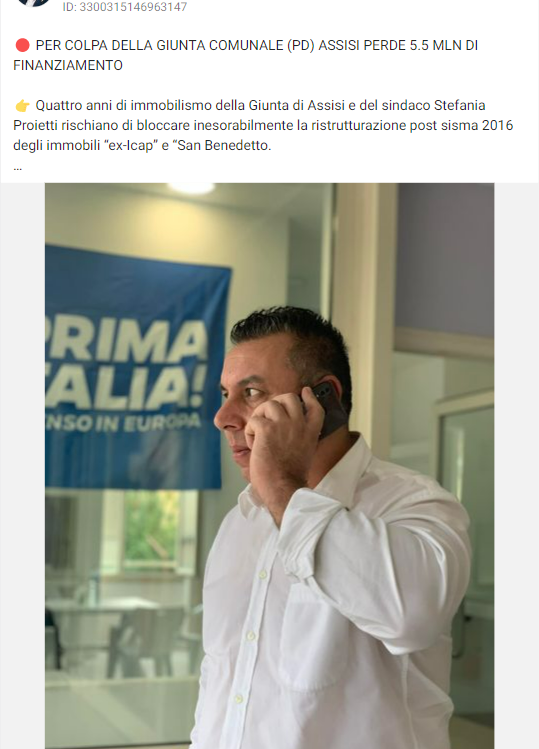 ID: 3300315146963147
🔴 PER COLPA DELLA GIUNTA COMUNALE (PD) ASSISI PERDE 5.5 MLN DI
FINANZIAMENTO
👉 Quattro anni di immobilismo della Giunta di Assisi e del sindaco Stefania
Proietti rischiano di bloccare inesorabilmente la ristrutturazione post sisma 2016
degli immobili “ex-Icap” e “San Benedetto.
...
PRIMA
TALIA!
NSO IN EUROPA